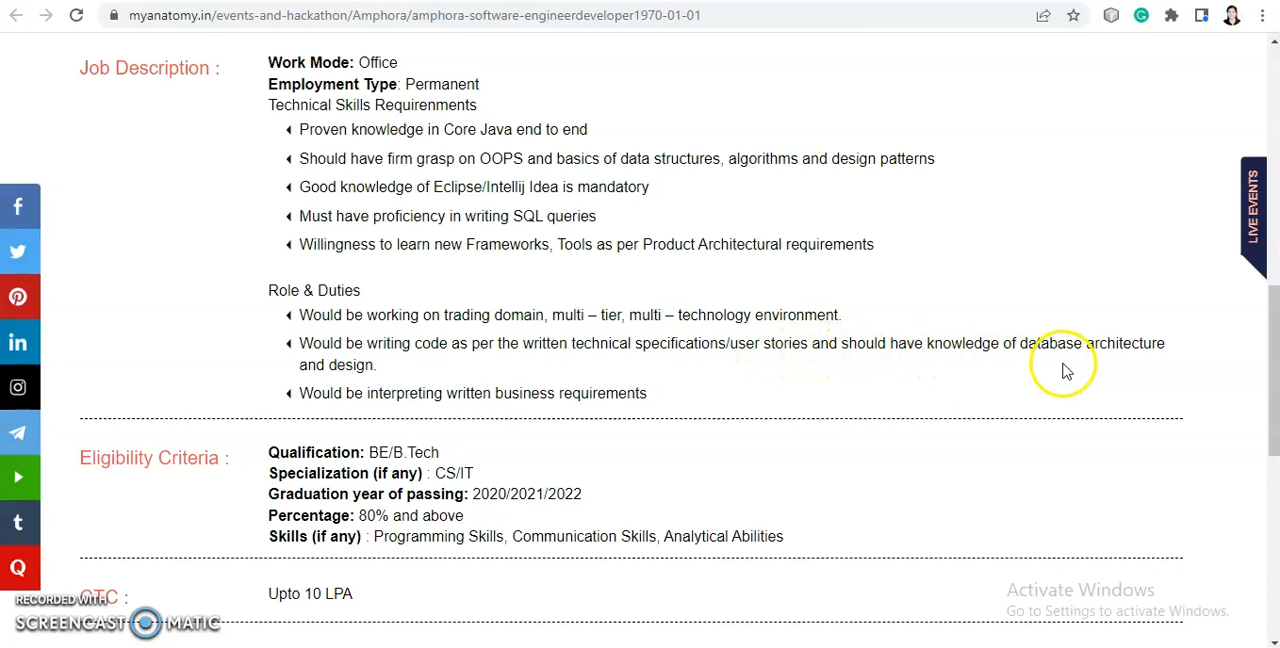 myanatomy.in/events-and-hackathon/Amphora/amphora-software-engineerdeveloper1970-01-01
Job Description :
Work Mode: Office
Employment Type: Permanent
Technical Skills Requirenments
Proven knowledge in Core Java end to end
Should have firm grasp on OOPS and basics of data structures, algorithms and design patterns
Good knowledge of Eclipse/Intellij Idea is mandatory
Must have proficiency in writing SQL queries
Willingness to learn new Frameworks, Tools as per Product Architectural requirements
LIVE EVENTS
Role & Duties
Would be working on trading domain, multi – tier, multi – technology environment.
Would be writing code as per the written technical specifications/user stories and should have knowledge of database architecture
and design.
Would be interpreting written business requirements
Eligibility Criteria :
Qualification: BE/B.Tech
Specialization (if any) : CS/IT
Graduation year of passing: 2020/2021/2022
Percentage: 80% and above
Skills (if any) : Programming Skills, Communication Skills, Analytical Abilities
CTC :
Upto 10 LPA
Activate Windows
Go to Settings to activate Windows.
RECORDED WITH
SCREENCAST MATIC